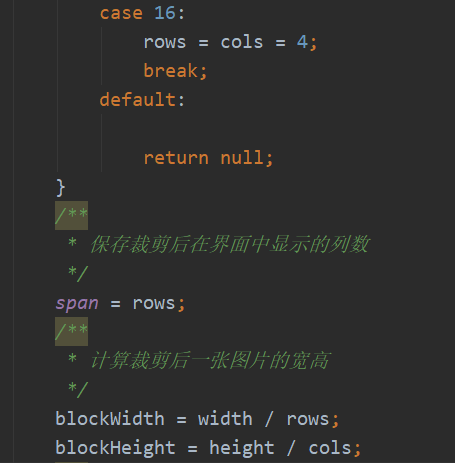 case 16:
rows = cols = 4;
break;
default:
return null;
}
/**
* 保存裁剪后在界面中显示的列数
*/
span = rows;
/**
* 计算裁剪后一张图片的宽高
*/
blockWidth = width / rows;
blockHeight = height / cols;